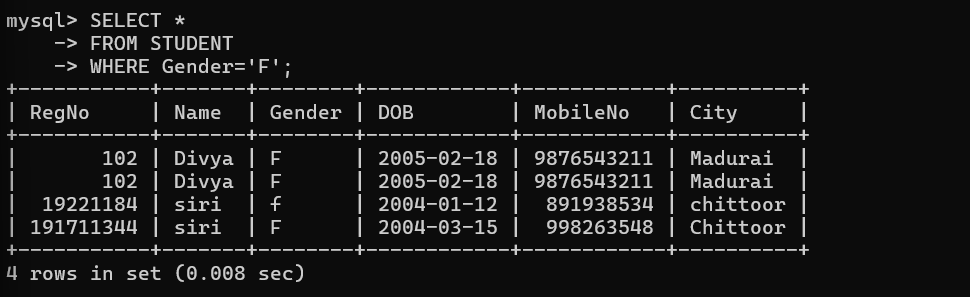 mysql> SELECT *
    -> FROM STUDENT
    -> WHERE Gender='F';
+-----------+-------+--------+------------+------------+----------+
| RegNo     | Name  | Gender | DOB        | MobileNo   | City     |
+-----------+-------+--------+------------+------------+----------+
|       102 | Divya | F      | 2005-02-18 | 9876543211 | Madurai  |
|       102 | Divya | F      | 2005-02-18 | 9876543211 | Madurai  |
|  19221184 | siri  | f      | 2004-01-12 |  891938534 | chittoor |
| 191711344 | siri  | F      | 2004-03-15 |  998263548 | Chittoor |
+-----------+-------+--------+------------+------------+----------+
4 rows in set (0.008 sec)